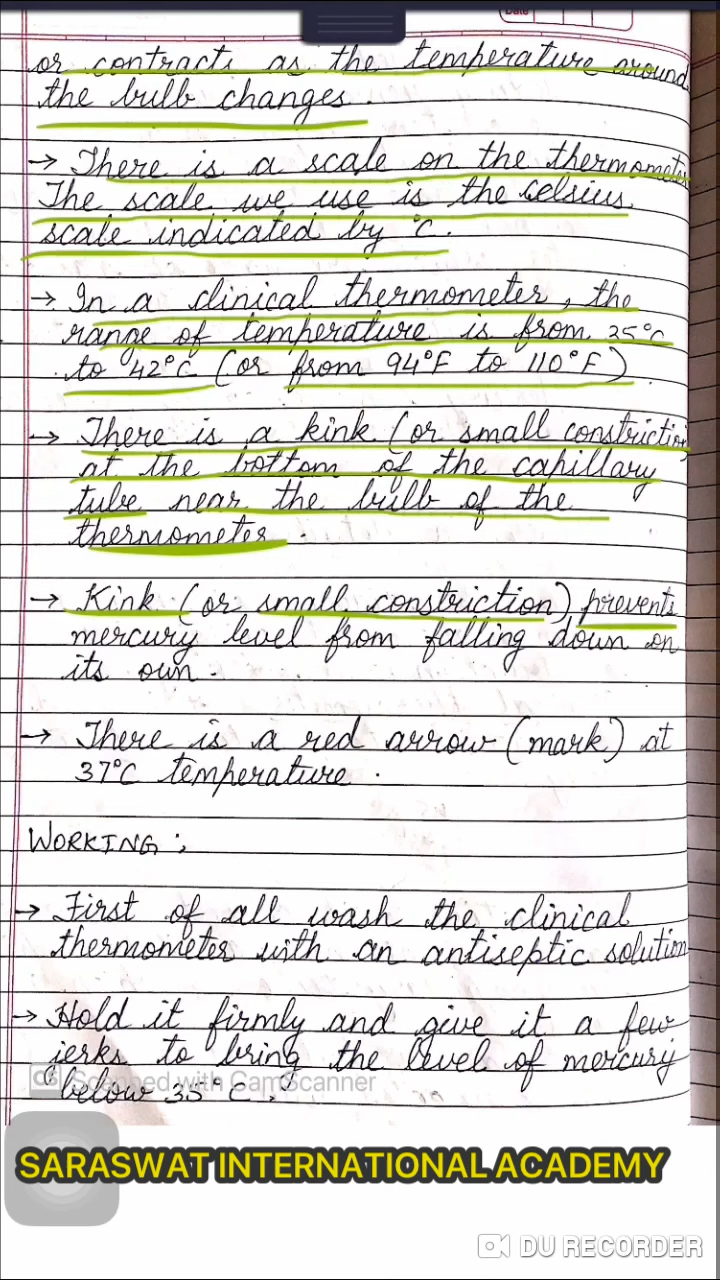 Date
or contracts as the temperature around
the bulb changes.
→ There is a scale on the thermometer
The scale we use is the Celsius
scale indicated by °C.
→ In a clinical thermometer, the
range of temperature is from 35°C
to 42°C (or from 94°F to 110°F)
→ There is a kink (or small constriction
at the bottom of the capillary
tube near the bulb of the
thermometer.
→ Kink (or small constriction) prevents
mercury level from falling down on
its own.
→ There is a red arrow (mark) at
37°C temperature.
WORKING:
→ First of all wash the clinical
thermometer with an antiseptic solution
→ Hold it firmly and give it a few
jerks to bring the level of mercury
below 35°C.
CS Scanned with CamScanner
SARASWAT INTERNATIONAL ACADEMY
DU RECORDER